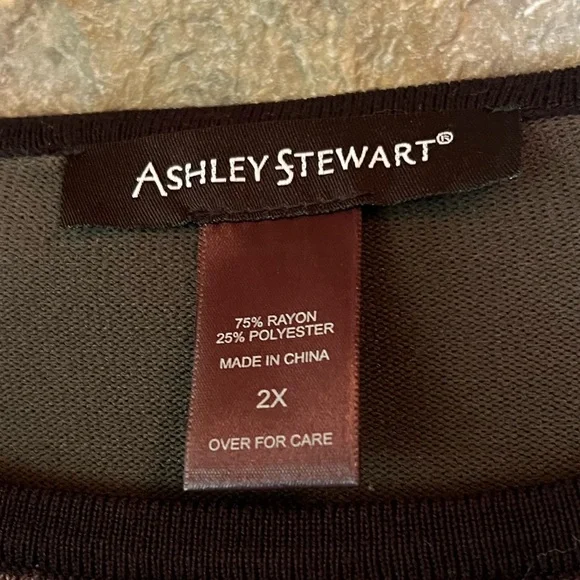 ASHLEY STEWART®
75% RAYON
25% POLYESTER
MADE IN CHINA
2X
OVER FOR CARE